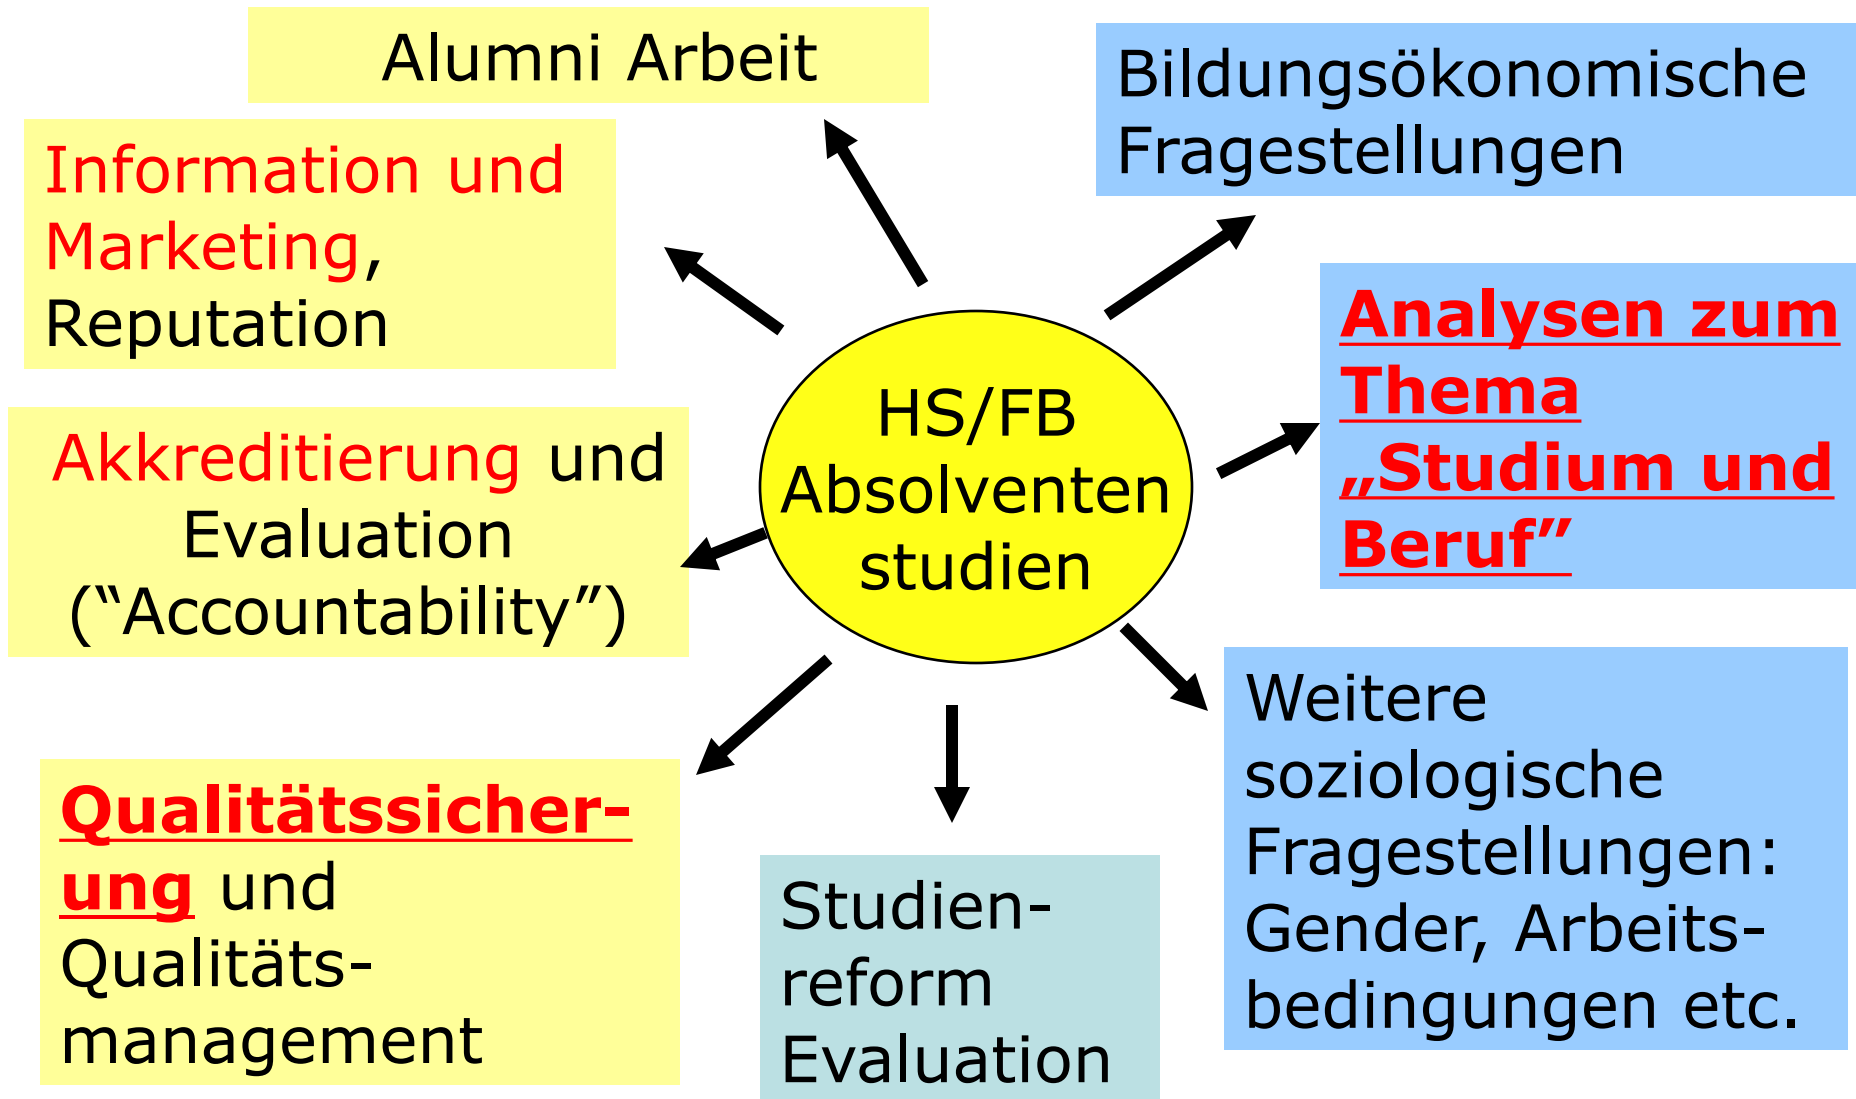 Alumni Arbeit
Bildungsökonomische
Fragestellungen
Information und
Marketing,
Reputation
Analysen zum
Thema
„Studium und
Beruf”
HS/FB
Absolventen
studien
Akkreditierung und
Evaluation
(“Accountability”)
Weitere
soziologische
Fragestellungen:
Gender, Arbeits-
bedingungen etc.
Qualitätssicher-
ung und
Qualitäts-
management
Studien-
reform
Evaluation